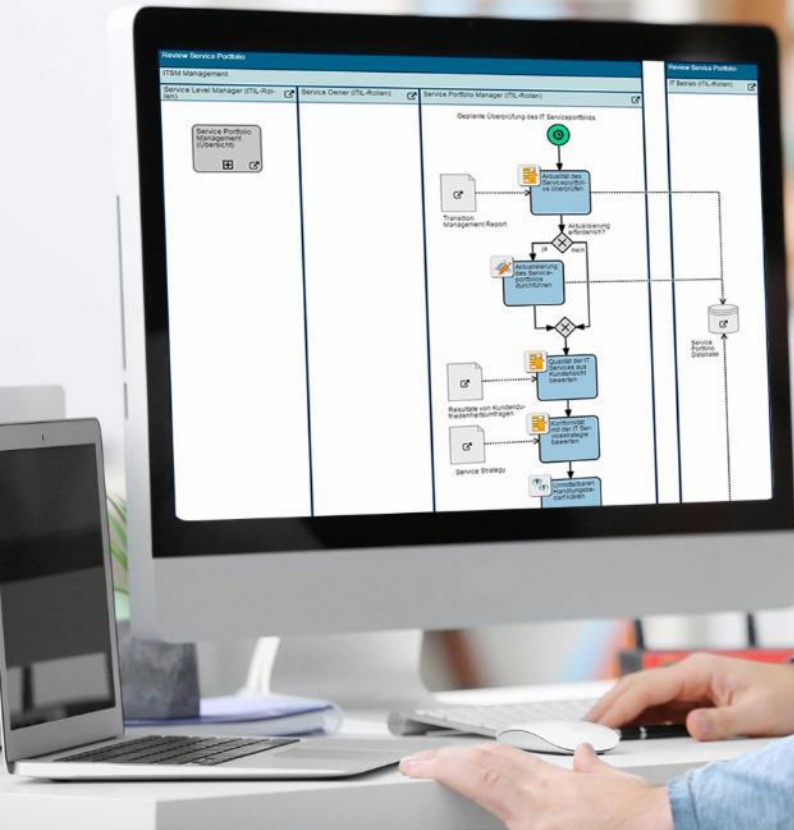 Review Service Portfolio
ITSM Management
Service Level Manager (ITIL-Rol-
len)
Service Owner (ITIL-Rollen)
Service Portfolio Manager (ITIL-Rollen)
Review Service Portfolio
IT Betrieb (ITIL-Rollen)
Service Portfolio
Management
(Übersicht)
Geplante Überprüfung des IT Serviceportfolios
Aktualität des
Serviceportfoli-
os überprüfen
Transition
Management Report
Aktualisierung
erforderlich?
ja
nein
Aktualisierung
des Service-
portfolios
durchführen
Service
Portfolio
Database
Qualität der IT
Services aus
Kundensicht
bewerten
Resultate von Kundenzu-
friedenheitsumfragen
Konformität
mit der IT Ser-
vicestrategie
bewerten
Service Strategy
Unmittelbaren
Handlungsbe-
darf klären